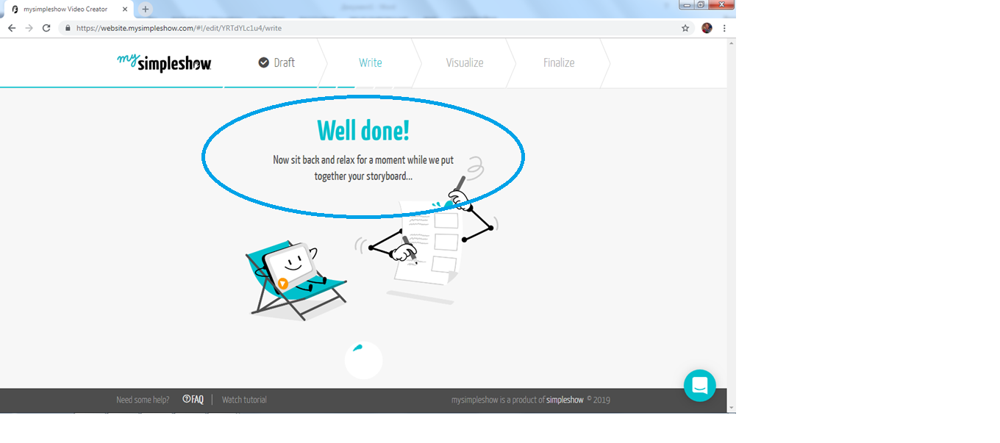 mysimpleshow Video Creator
https://website.mysimpleshow.com/#!/edit/YRTdYLc1u4/write
my simpleshow
Draft
Write
Visualize
Finalize
Well done!
Now sit back and relax for a moment while we put
together your storyboard...
Need some help? FAQ Watch tutorial mysimpleshow is a product of simpleshow © 2019